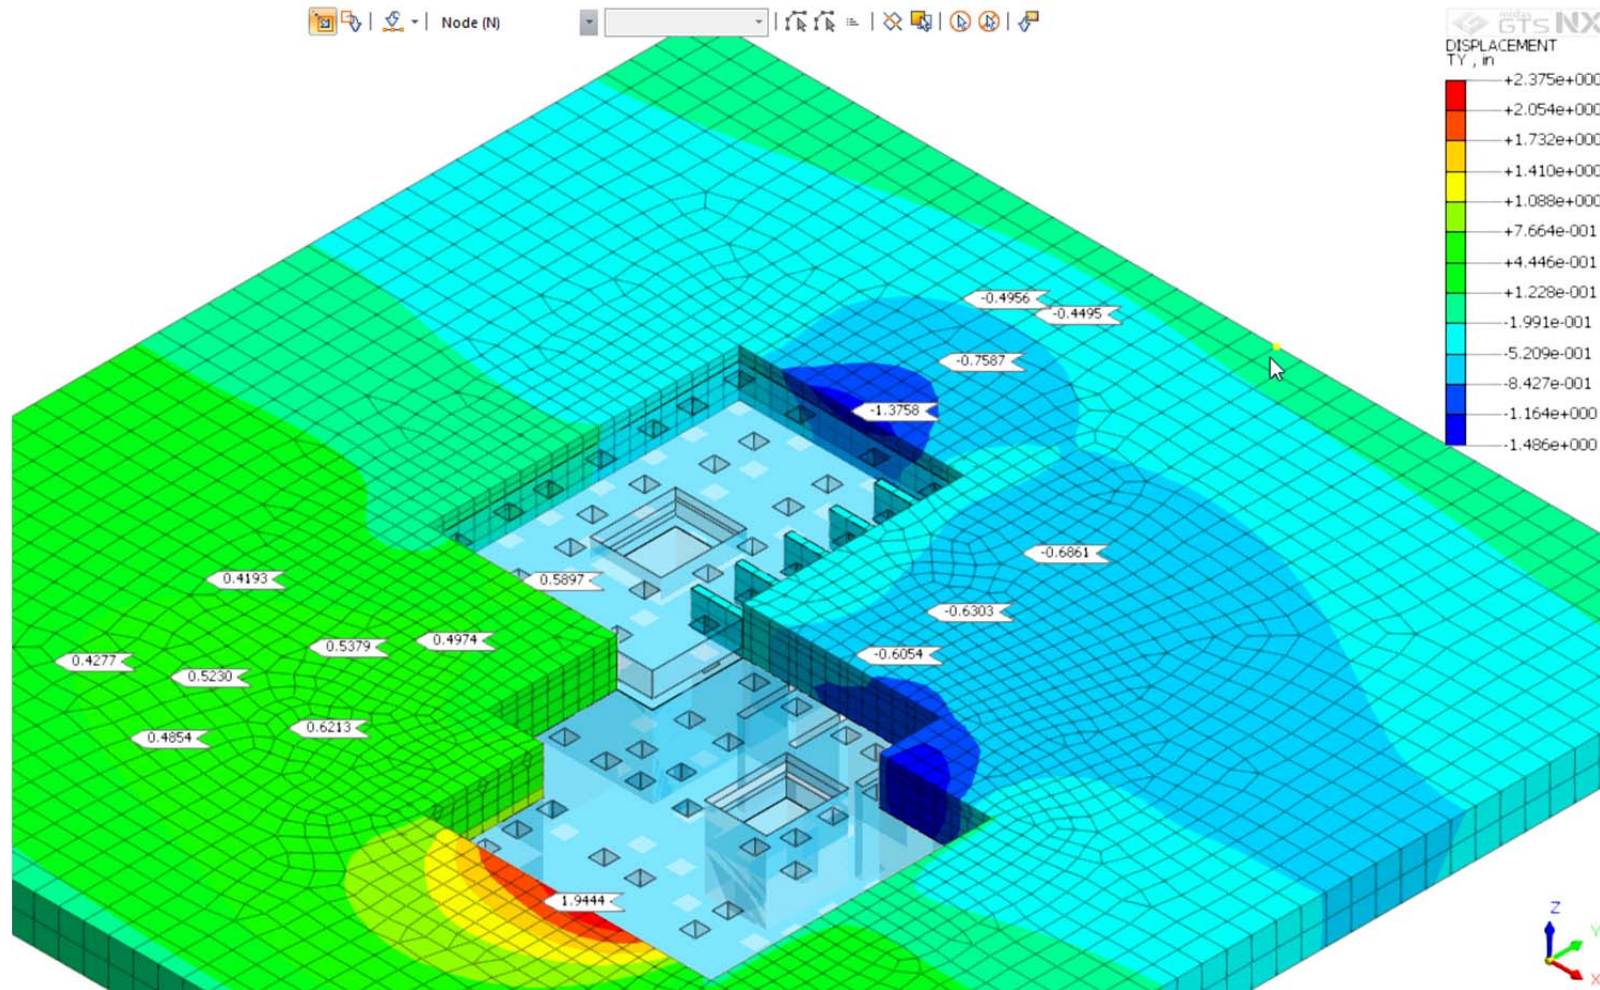 Node (N)
midas
GTS NX
DISPLACEMENT
TY , in
+2.375e+000
+2.054e+000
+1.732e+000
+1.410e+000
+1.088e+000
+7.664e-001
+4.446e-001
+1.228e-001
-1.991e-001
-5.209e-001
-8.427e-001
-1.164e+000
-1.486e+000
-0.4956
-0.4495
-0.7587
-1.3758
-0.6861
0.4193
0.5897
-0.6303
0.5379
0.4974
-0.6054
0.4277
0.5230
0.6213
0.4854
1.9444
Z
Y
X